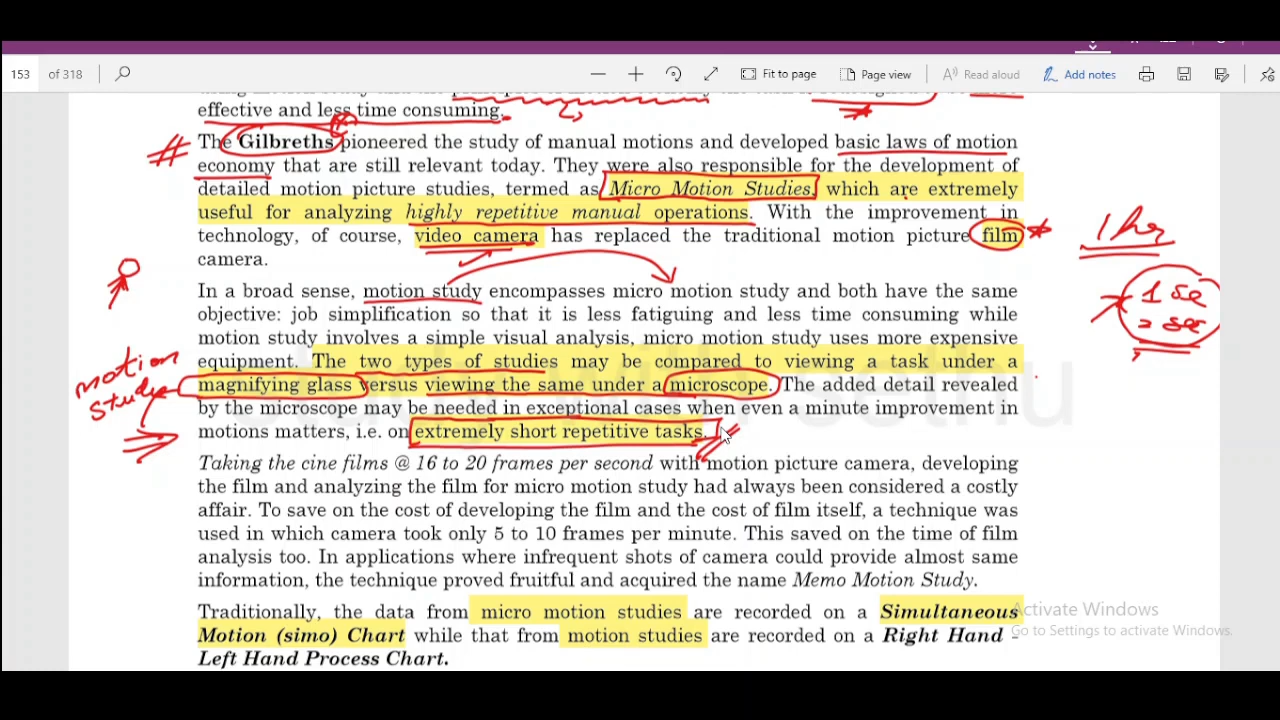 153 of 318 Fit to page Page view Read aloud Add notes
effective and less time consuming.
The Gilbreths pioneered the study of manual motions and developed basic laws of motion
economy that are still relevant today. They were also responsible for the development of
detailed motion picture studies, termed as Micro Motion Studies, which are extremely
useful for analyzing highly repetitive manual operations. With the improvement in
technology, of course, video camera has replaced the traditional motion picture film
camera.
1 hr
In a broad sense, motion study encompasses micro motion study and both have the same
objective: job simplification so that it is less fatiguing and less time consuming while
motion study involves a simple visual analysis, micro motion study uses more expensive
equipment. The two types of studies may be compared to viewing a task under a
magnifying glass versus viewing the same under a microscope. The added detail revealed
by the microscope may be needed in exceptional cases when even a minute improvement in
motions matters, i.e. on extremely short repetitive tasks.
1 se
2 sec
motion
study
Taking the cine films @ 16 to 20 frames per second with motion picture camera, developing
the film and analyzing the film for micro motion study had always been considered a costly
affair. To save on the cost of developing the film and the cost of film itself, a technique was
used in which camera took only 5 to 10 frames per minute. This saved on the time of film
analysis too. In applications where infrequent shots of camera could provide almost same
information, the technique proved fruitful and acquired the name Memo Motion Study.
Traditionally, the data from micro motion studies are recorded on a Simultaneous
Motion (simo) Chart while that from motion studies are recorded on a Right Hand -
Left Hand Process Chart.
Activate Windows
Go to Settings to activate Windows.